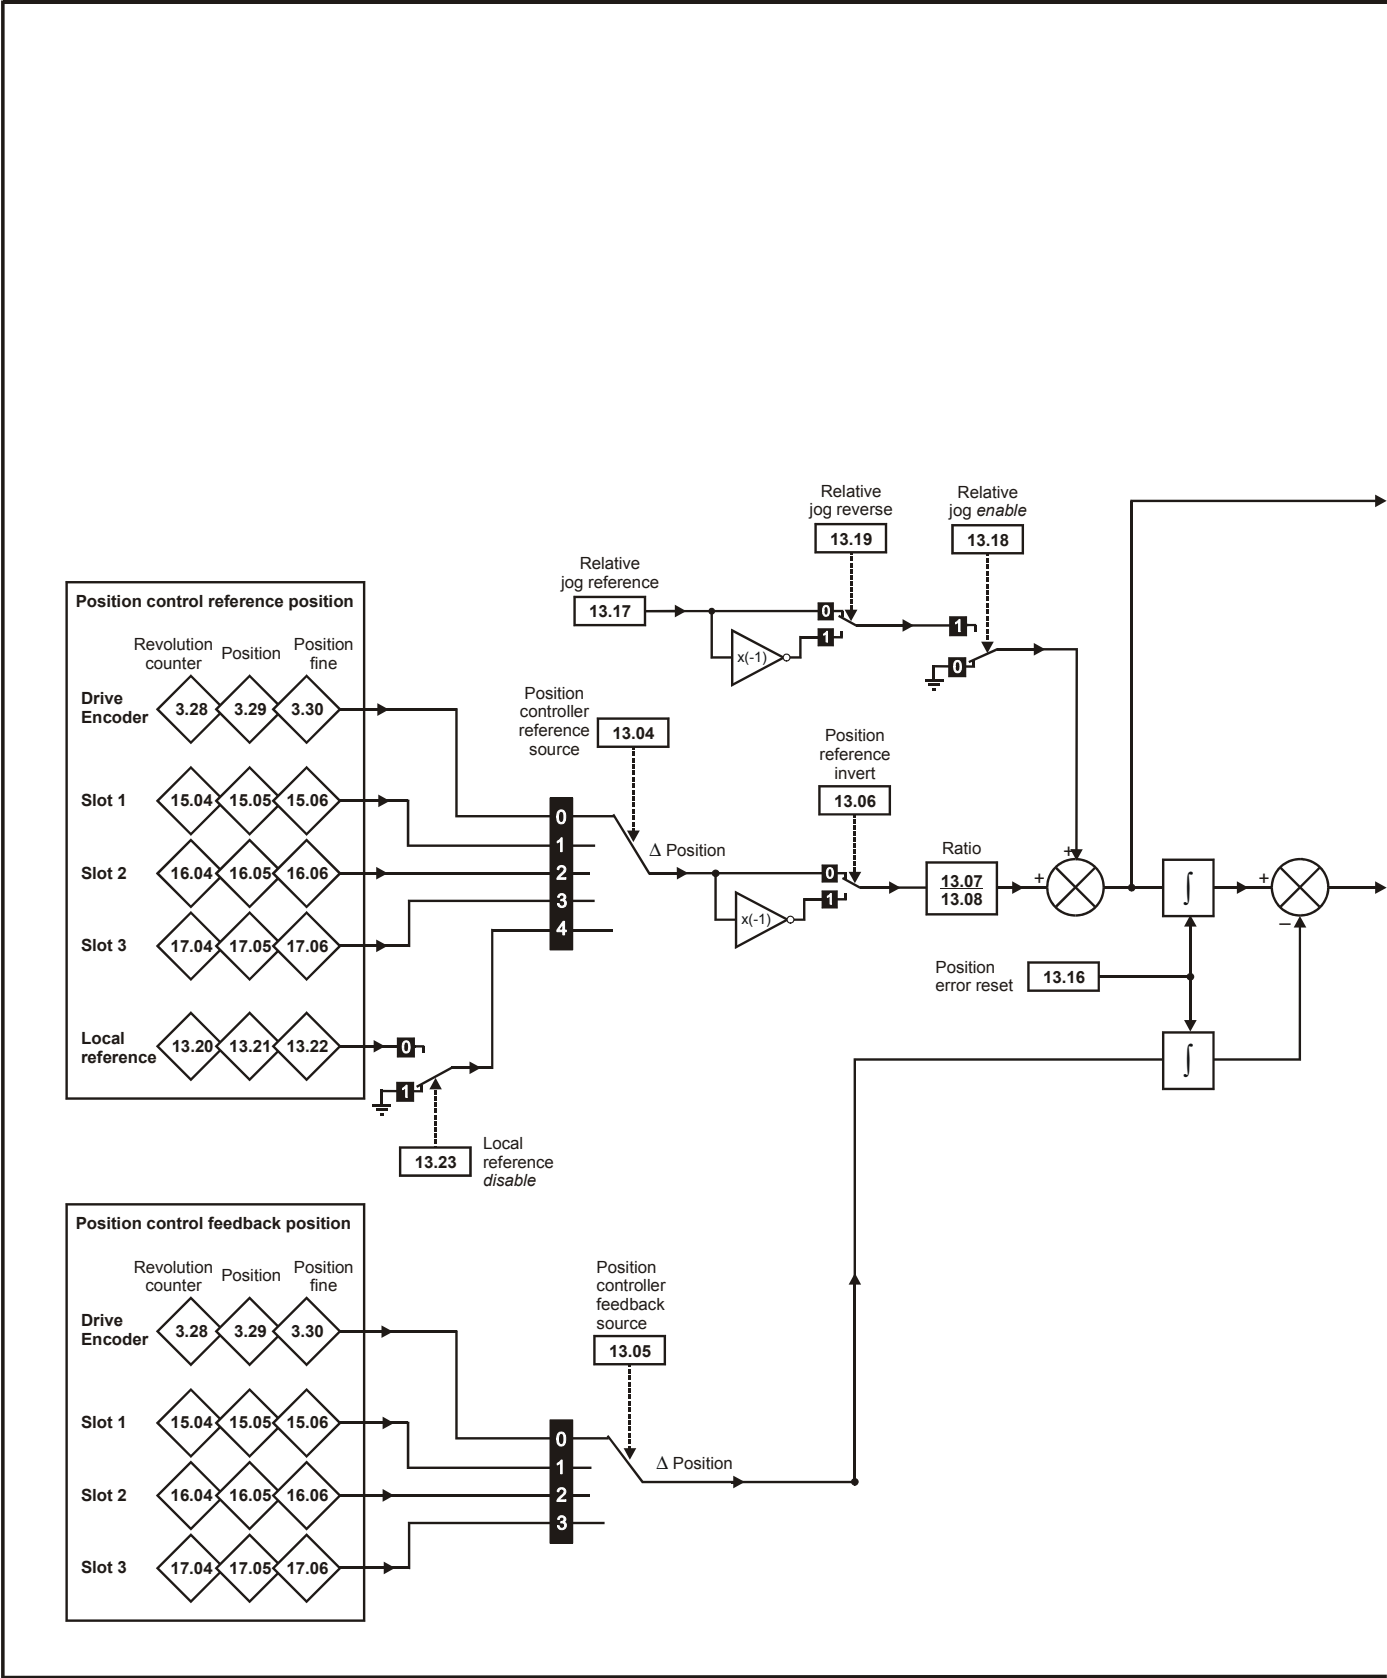 Relative
jog reverse
13.19
Relative
jog enable
13.18
Relative
jog reference
13.17
0
1
x(-1)
1
0
Position control reference position
Revolution
counter
Position
Position
fine
Drive
Encoder
3.28
3.29
3.30
Slot 1
15.04
15.05
15.06
Slot 2
16.04
16.05
16.06
Slot 3
17.04
17.05
17.06
Local
reference
13.20
13.21
13.22
0
1
13.23
Local
reference
disable
Position
controller
reference
source
13.04
0
1
2
3
4
Δ Position
x(-1)
Position
reference
invert
13.06
0
1
Ratio
13.07
13.08
+
+
∫
+
−
Position
error reset
13.16
∫
Position control feedback position
Revolution
counter
Position
Position
fine
Drive
Encoder
3.28
3.29
3.30
Slot 1
15.04
15.05
15.06
Slot 2
16.04
16.05
16.06
Slot 3
17.04
17.05
17.06
Position
controller
feedback
source
13.05
0
1
2
3
Δ Position